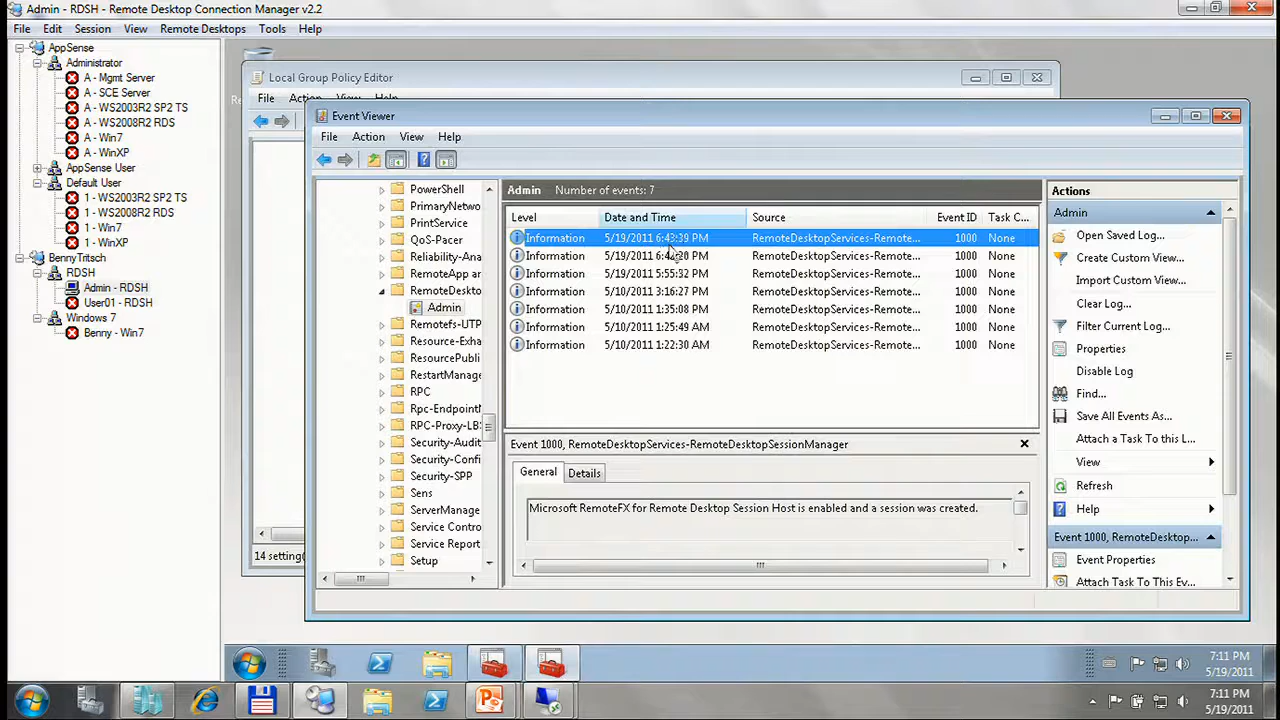 Admin - RDSH - Remote Desktop Connection Manager v2.2
File Edit Session View Remote Desktops Tools Help
AppSense
Administrator
A - Mgmt Server
A - SCE Server
A - WS2003R2 SP2 TS
A - WS2008R2 RDS
A - Win7
A - WinXP
AppSense User
Default User
1 - WS2003R2 SP2 TS
1 - WS2008R2 RDS
1 - Win7
1 - WinXP
BennyTritsch
RDSH
Admin - RDSH
User01 - RDSH
Windows 7
Benny - Win7
Local Group Policy Editor
File Action View Help
14 setting(
Event Viewer
File Action View Help
PowerShell
PrimaryNetwo
PrintService
QoS-Pacer
Reliability-Ana
RemoteApp and
RemoteDeskto
Admin
Remotefs-UTP
Resource-Exha
ResourcePubli
RestartManage
RPC
Rpc-Endpoint
RPC-Proxy-LBS
Security-Audit
Security-Confi
Security-SPP
Sens
ServerManage
Service Contro
Service Report
Setup
Admin Number of events: 7
Level Date and Time Source Event ID Task C...
Information 5/19/2011 6:43:39 PM RemoteDesktopServices-Remote... 1000 None
Information 5/19/2011 PM RemoteDesktopServices-Remote... 1000 None
Information 5/19/2011 5:55:32 PM RemoteDesktopServices-Remote... 1000 None
Information 5/10/2011 3:16:27 PM RemoteDesktopServices-Remote... 1000 None
Information 5/10/2011 1:35:08 PM RemoteDesktopServices-Remote... 1000 None
Information 5/10/2011 1:25:49 AM RemoteDesktopServices-Remote... 1000 None
Information 5/10/2011 1:22:30 AM RemoteDesktopServices-Remote... 1000 None
Event 1000, RemoteDesktopServices-RemoteDesktopSessionManager
General Details
Microsoft RemoteFX for Remote Desktop Session Host is enabled and a session was created.
Actions
Admin
Open Saved Log...
Create Custom View...
Import Custom View...
Clear Log...
Filter Current Log...
Properties
Disable Log
Find...
Save All Events As...
Attach a Task To this L...
View
Refresh
Help
Event 1000, RemoteDesktop...
Event Properties
Attach Task To This Ev...
7:11 PM
5/19/2011
7:11 PM
5/19/2011